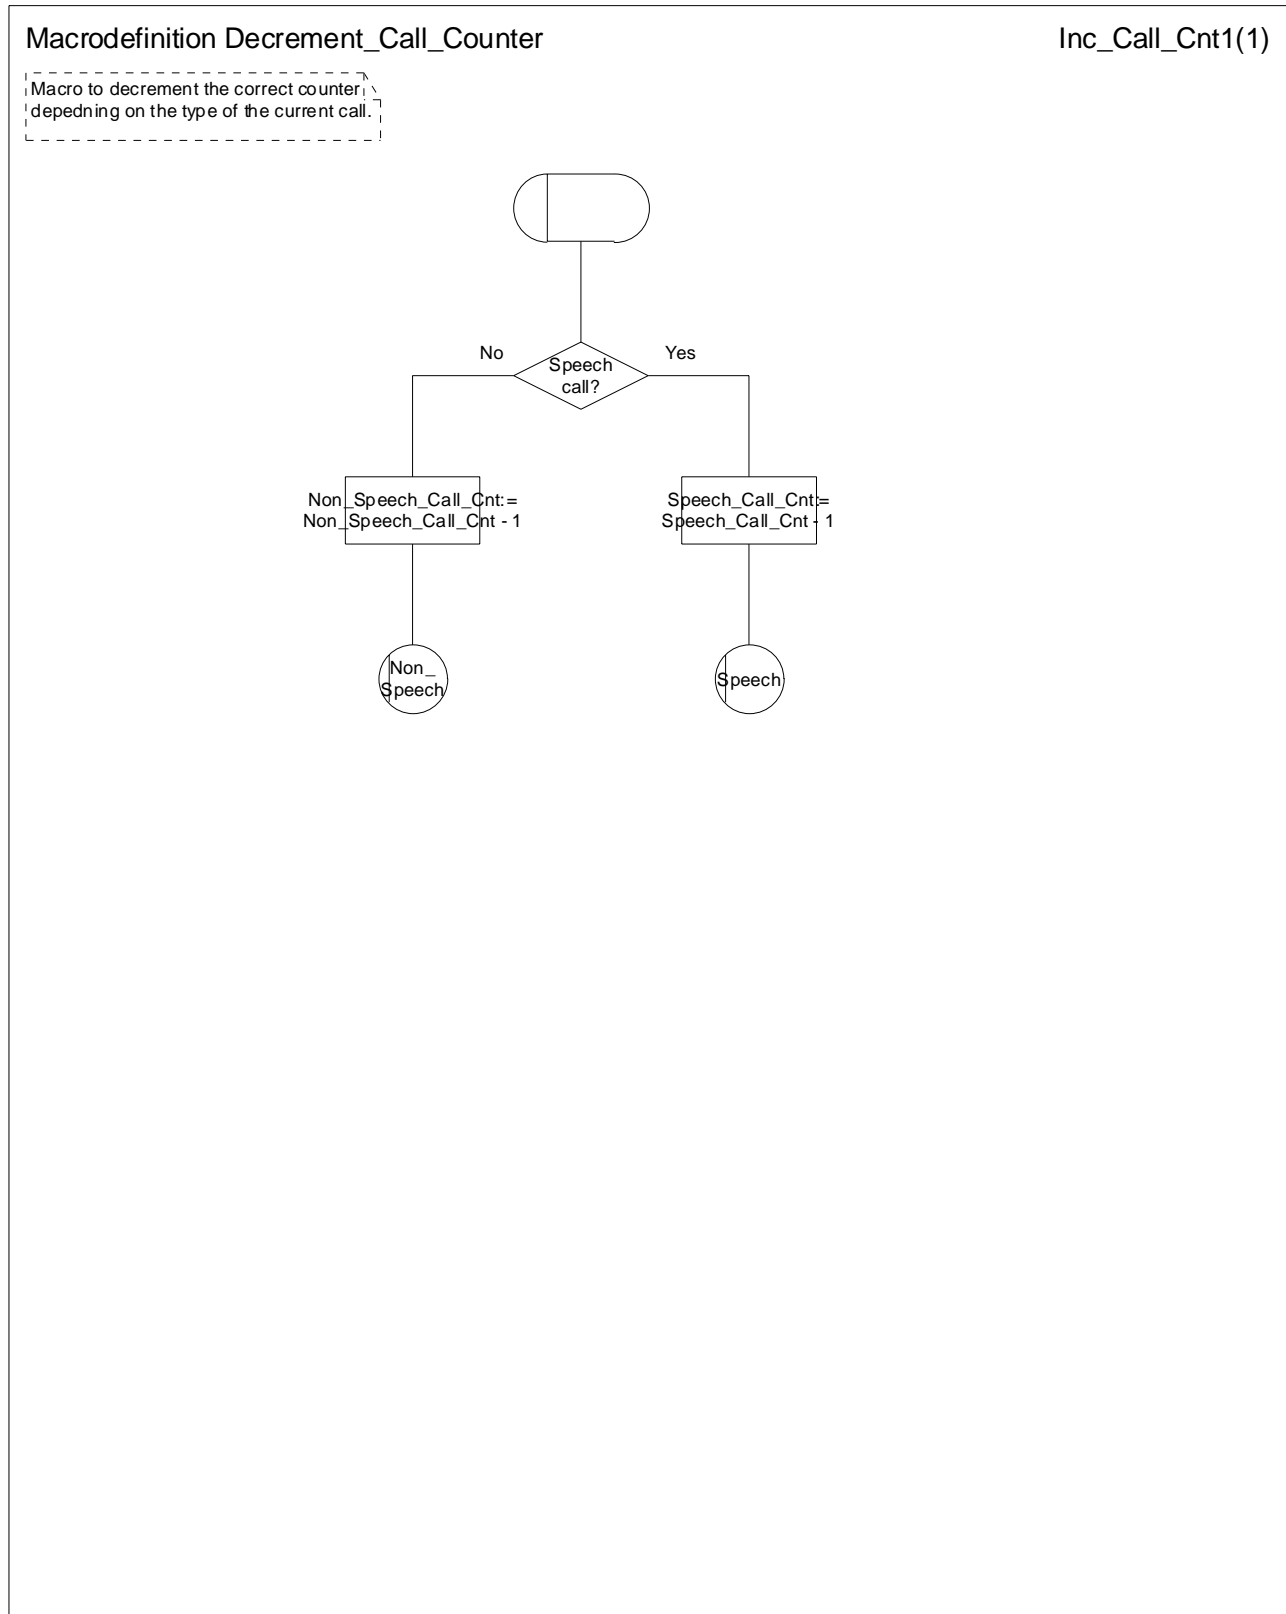 Macrodefinition Decrement_Call_Counter
Inc_Call_Cnt1(1)
Macro to decrement the correct counter
depedning on the type of the current call.
No
Speech
call?
Yes
Non_Speech_Call_Cnt:=
Non_Speech_Call_Cnt - 1
Speech_Call_Cnt:=
Speech_Call_Cnt - 1
Non_
Speech
Speech